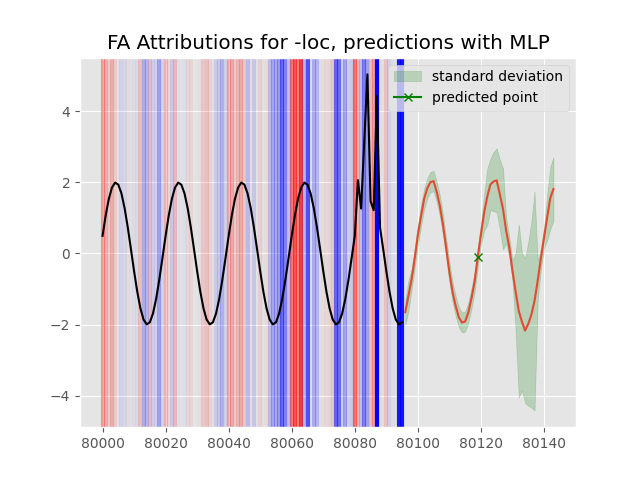 FA Attributions for -loc, predictions with MLP
standard deviation
predicted point
4
2
0
−2
−4
80000 80020 80040 80060 80080 80100 80120 80140